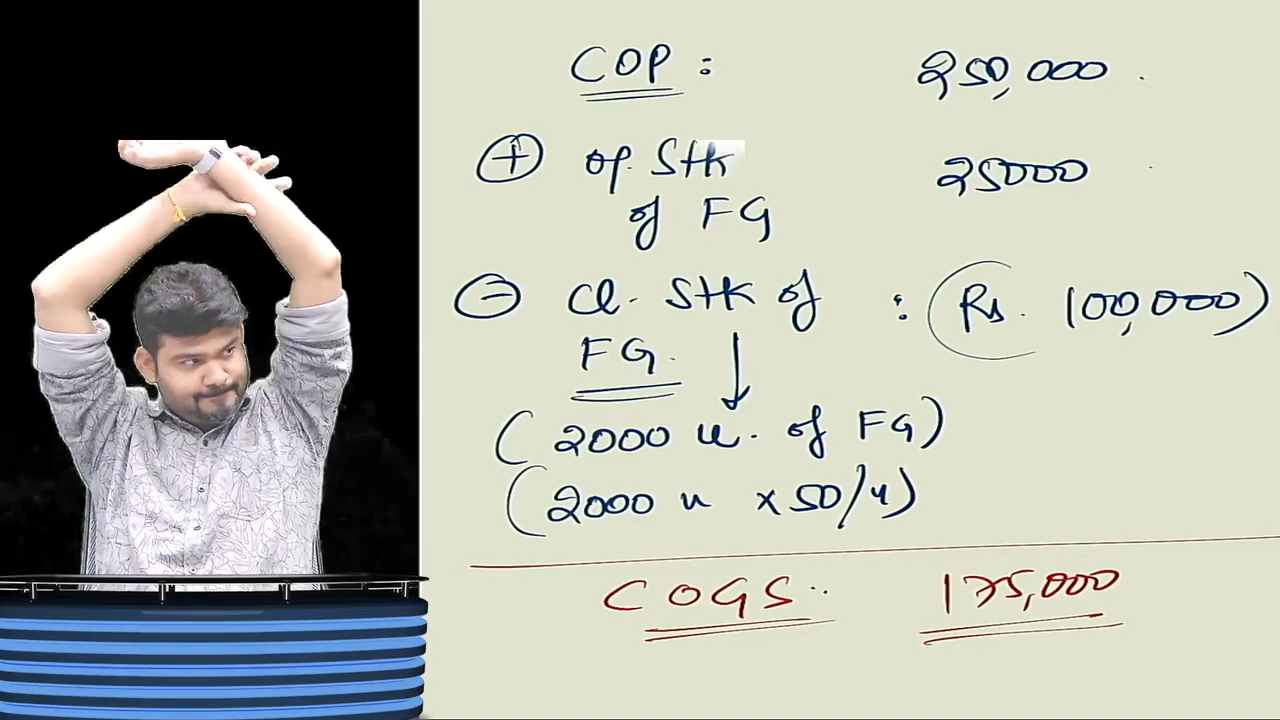 COP : 250,000
+ op. Stk 25000
of FG
- Cl. Stk of : (Rs. 100,000)
FG.
(2000 u. of FG)
(2000 u x 50/u)
COGS 175,000